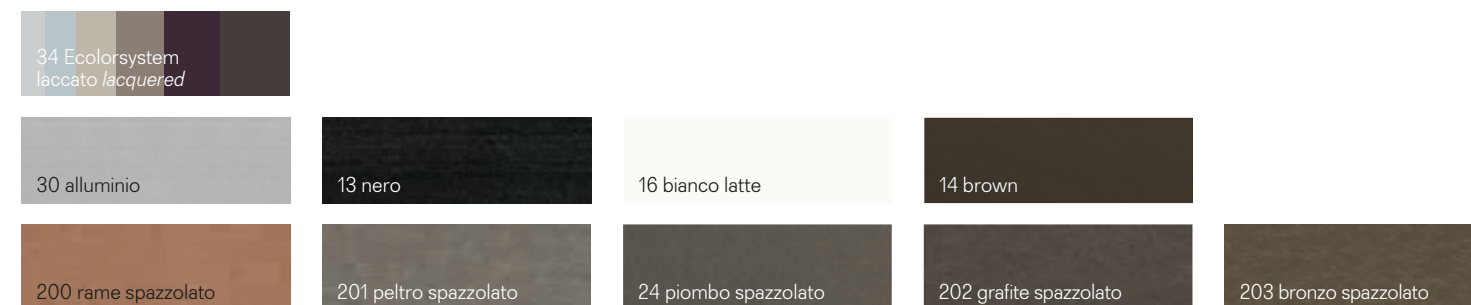 34 Ecolorsystem
laccato lacquered
30 alluminio
13 nero
16 bianco latte
14 brown
200 rame spazzolato
201 peltro spazzolato
24 piombo spazzolato
202 grafite spazzolato
203 bronzo spazzolato